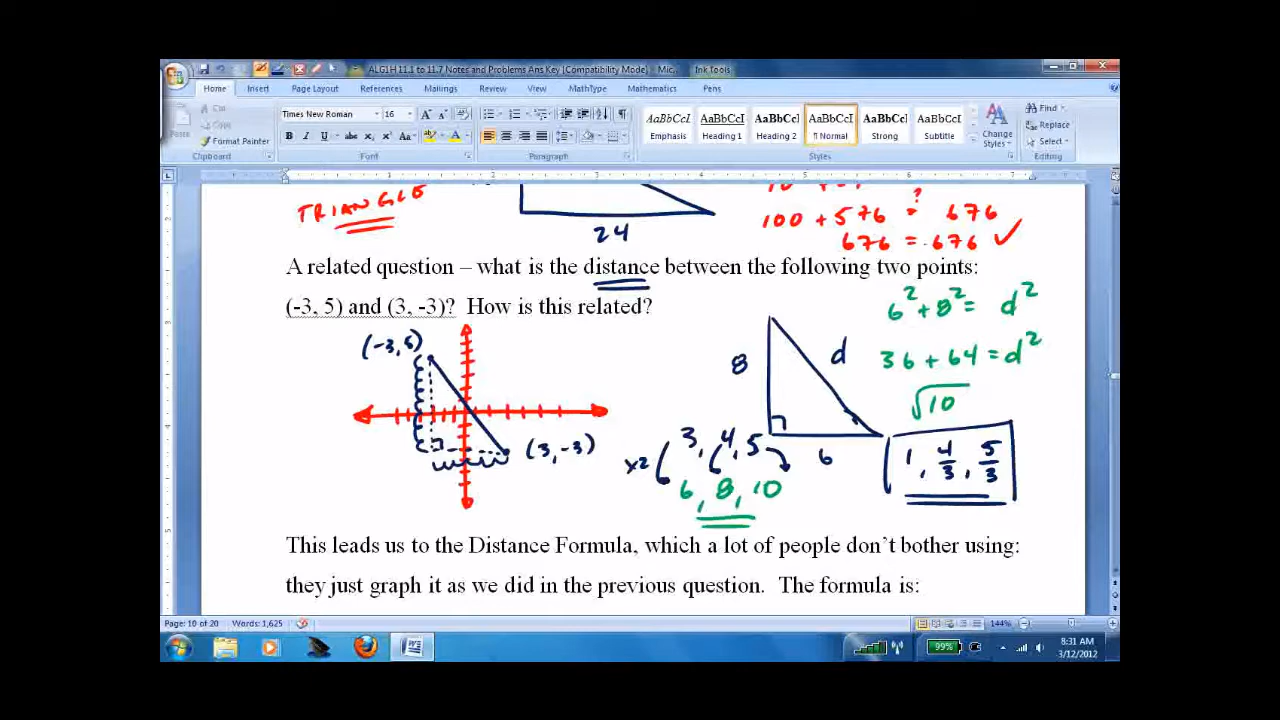 ALG1H 11.1 to 11.7 Notes and Problems Ans Key [Compatibility Mode] - Mic
Ink Tools
Home Insert Page Layout References Mailings Review View MathType Mathematics Pens
Cut
Copy
Paste
Format Painter
Times New Roman 16
AaBbCcI AaBbCcI AaBbCcI AaBbCcI AaBbCcI AaBbCcI
Emphasis Heading 1 Heading 2 ¶ Normal Strong Subtitle
Change Styles
Find
Replace
Select
Clipboard Font Paragraph Styles Editing
TRIANGLE
24
100 + 576 = 676
?
676 = 676 ✓
A related question – what is the distance between the following two points:
(-3, 5) and (3, -3)? How is this related?
6² + 8² = d²
(-3,5)
8
d
36 + 64 = d²
√10
(3,-3)
x2
3, 4, 5
6
1, 4/3, 5/3
6, 8, 10
This leads us to the Distance Formula, which a lot of people don’t bother using:
they just graph it as we did in the previous question. The formula is:
Page: 10 of 20 Words: 1,625
144%
99%
8:31 AM
3/12/2012